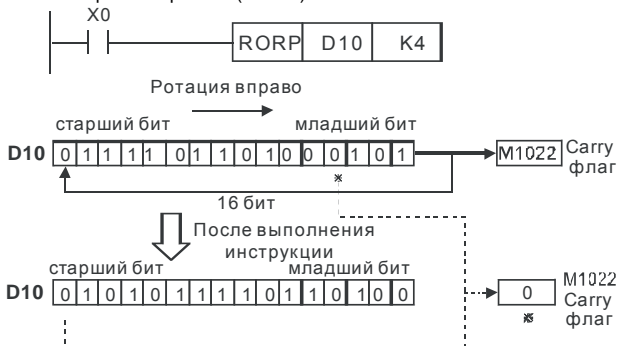 X0
RORP D10 K4
Ротация вправо
старший бит младший бит
D10 0 1 1 1 1 0 1 1 0 1 0 0 0 1 0 1 M1022 Carry флаг
*
16 бит
После выполнения
инструкции
старший бит младший бит
D10 0 1 0 1 0 1 1 1 1 0 1 1 0 1 0 0 0 M1022
Carry
* флаг